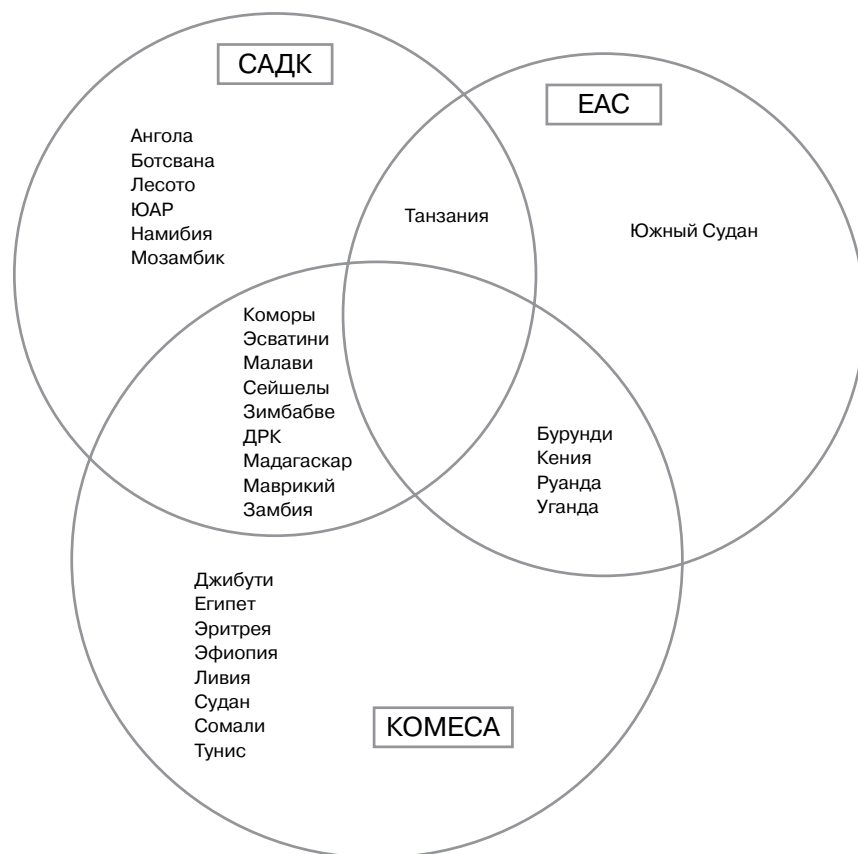 САДК
ЕАС
Ангола
Ботсвана
Лесото
ЮАР
Намибия
Мозамбик
Танзания
Южный Судан
Коморы
Эсватини
Малави
Сейшелы
Зимбабве
ДРК
Мадагаскар
Маврикий
Замбия
Бурунди
Кения
Руанда
Уганда
Джибути
Египет
Эритрея
Эфиопия
Ливия
Судан
Сомали
Тунис
КОМЕСА